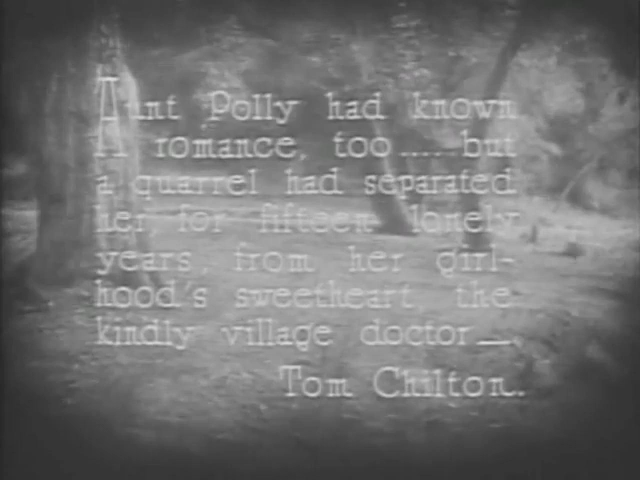 Aunt Polly had known
A romance, too.....but
a quarrel had separated
her, for fifteen lonely
years, from her girl-
hood's sweetheart, the
kindly village doctor—
Tom Chilton.